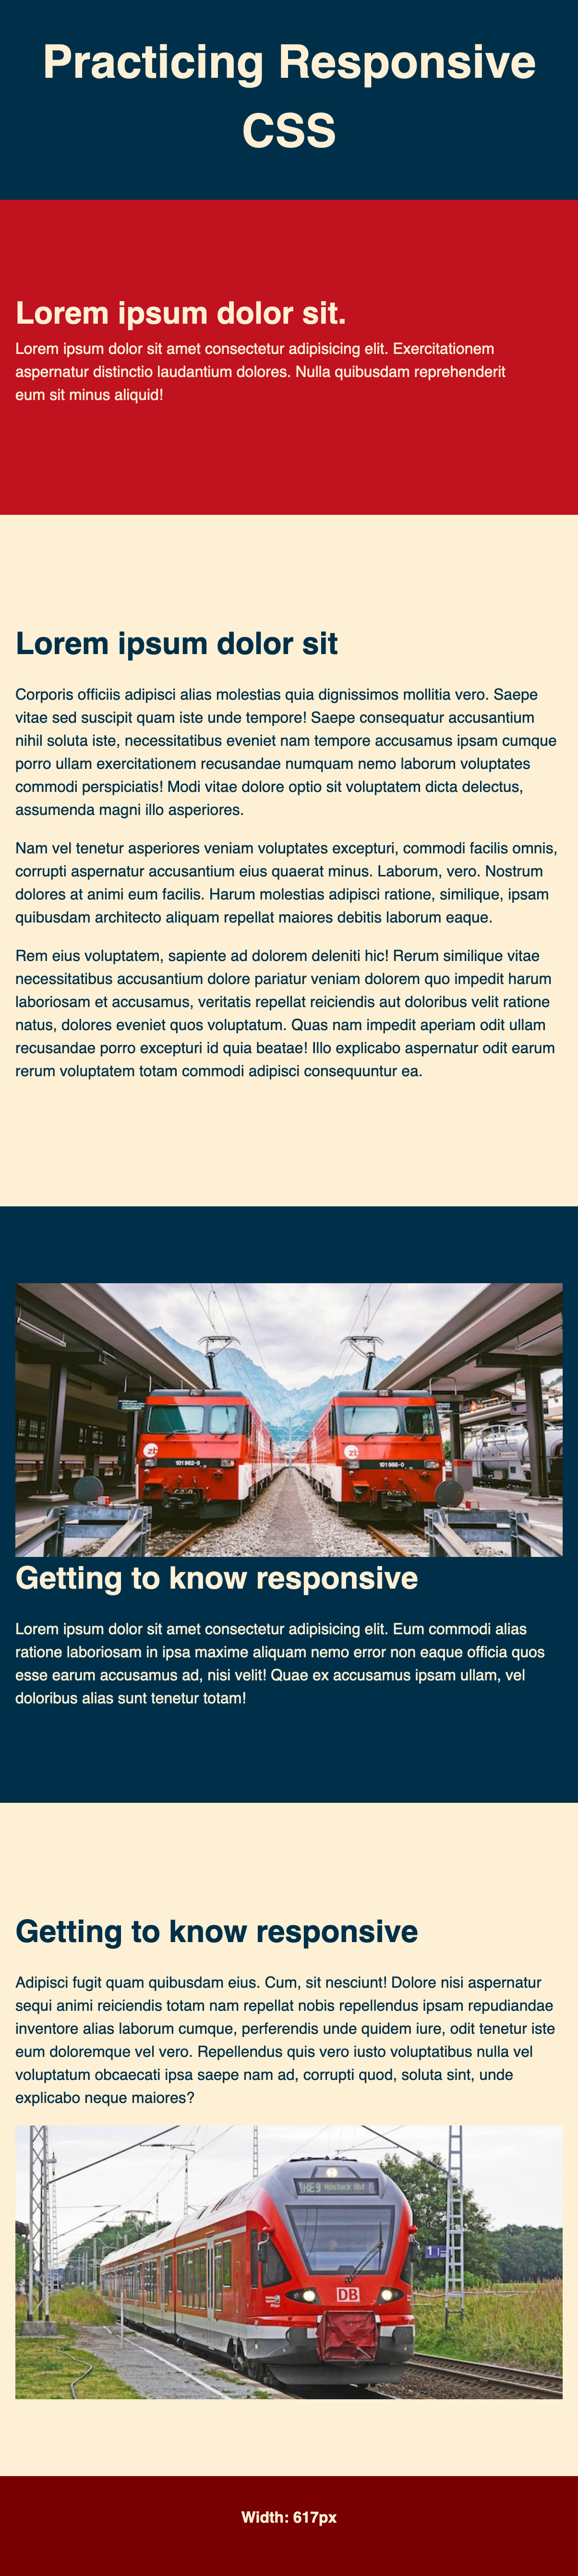 Practicing Responsive
CSS
Lorem ipsum dolor sit.
Lorem ipsum dolor sit amet consectetur adipisicing elit. Exercitationem
aspernatur distinctio laudantium dolores. Nulla quibusdam reprehenderit
eum sit minus aliquid!
Lorem ipsum dolor sit
Corporis officiis adipisci alias molestias quia dignissimos mollitia vero. Saepe
vitae sed suscipit quam iste unde tempore! Saepe consequatur accusantium
nihil soluta iste, necessitatibus eveniet nam tempore accusamus ipsam cumque
porro ullam exercitationem recusandae numquam nemo laborum voluptates
commodi perspiciatis! Modi vitae dolore optio sit voluptatem dicta delectus,
assumenda magni illo asperiores.
Nam vel tenetur asperiores veniam voluptates excepturi, commodi facilis omnis,
corrupti aspernatur accusantium eius quaerat minus. Laborum, vero. Nostrum
dolores at animi eum facilis. Harum molestias adipisci ratione, similique, ipsam
quibusdam architecto aliquam repellat maiores debitis laborum eaque.
Rem eius voluptatem, sapiente ad dolorem deleniti hic! Rerum similique vitae
necessitatibus accusantium dolore pariatur veniam dolorem quo impedit harum
laboriosam et accusamus, veritatis repellat reiciendis aut doloribus velit ratione
natus, dolores eveniet quos voluptatum. Quas nam impedit aperiam odit ullam
recusandae porro excepturi id quia beatae! Illo explicabo aspernatur odit earum
rerum voluptatem totam commodi adipisci consequuntur ea.
zb zb
101 962-5 101 966-0
Getting to know responsive
Lorem ipsum dolor sit amet consectetur adipisicing elit. Eum commodi alias
ratione laboriosam in ipsa maxime aliquam nemo error non eaque officia quos
esse earum accusamus ad, nisi velit! Quae ex accusamus ipsam ullam, vel
doloribus alias sunt tenetur totam!
Getting to know responsive
Adipisci fugit quam quibusdam eius. Cum, sit nesciunt! Dolore nisi aspernatur
sequi animi reiciendis totam nam repellat nobis repellendus ipsam repudiandae
inventore alias laborum cumque, perferendis unde quidem iure, odit tenetur iste
eum doloremque vel vero. Repellendus quis vero iusto voluptatibus nulla vel
voluptatum obcaecati ipsa saepe nam ad, corrupti quod, soluta sint, unde
explicabo neque maiores?
Rostock Hbf
DB
Width: 617px